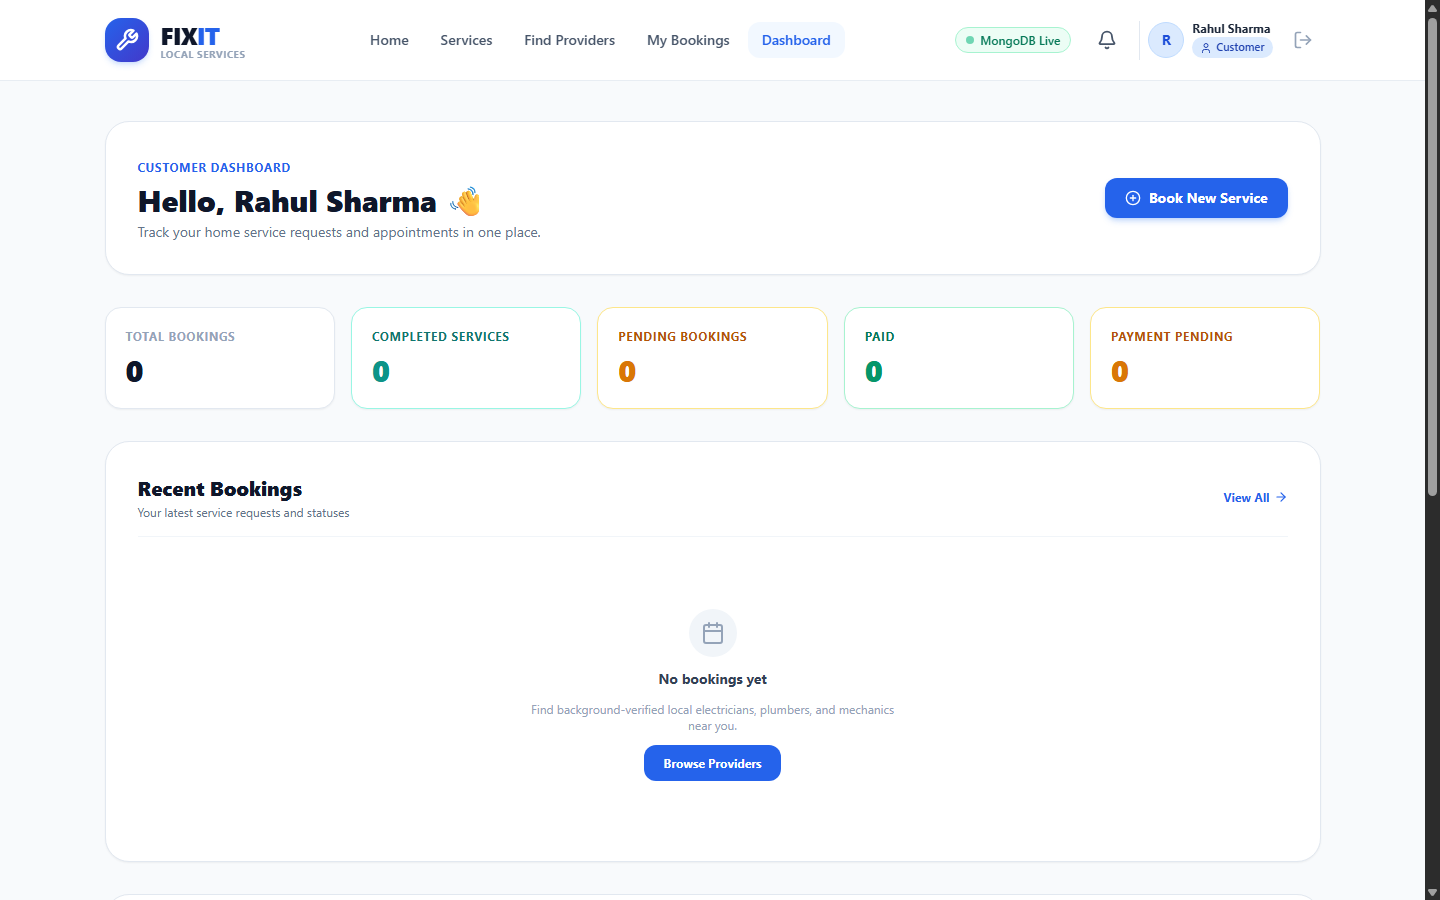 FIXIT
LOCAL SERVICES
Home
Services
Find Providers
My Bookings
Dashboard
MongoDB Live
R
Rahul Sharma
Customer
CUSTOMER DASHBOARD
Hello, Rahul Sharma 👋
Track your home service requests and appointments in one place.
Book New Service
TOTAL BOOKINGS
0
COMPLETED SERVICES
0
PENDING BOOKINGS
0
PAID
0
PAYMENT PENDING
0
Recent Bookings
Your latest service requests and statuses
View All
No bookings yet
Find background-verified local electricians, plumbers, and mechanics
near you.
Browse Providers